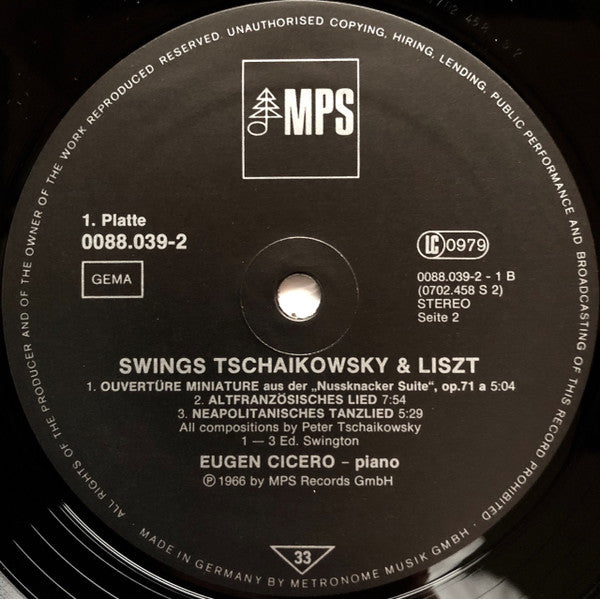 ALL RIGHTS OF THE PRODUCER AND OF THE OWNER OF THE WORK REPRODUCED RESERVED. UNAUTHORISED COPYING, HIRING, LENDING, PUBLIC PERFORMANCE AND BROADCASTING OF THIS RECORD PROHIBITED
MPS
1. Platte
0088.039-2
GEMA
LC 0979
0088.039-2 - 1 B
(0702.458 S 2)
STEREO
Seite 2
SWINGS TSCHAIKOWSKY & LISZT
1. OUVERTÜRE MINIATURE aus der „Nussknacker Suite“, op.71 a 5:04
2. ALTFRANZÖSISCHES LIED 7:54
3. NEAPOLITANISCHES TANZLIED 5:29
All compositions by Peter Tschaikowsky
1 — 3 Ed. Swington
EUGEN CICERO – piano
Ⓟ 1966 by MPS Records GmbH
33
MADE IN GERMANY BY METRONOME MUSIK GMBH